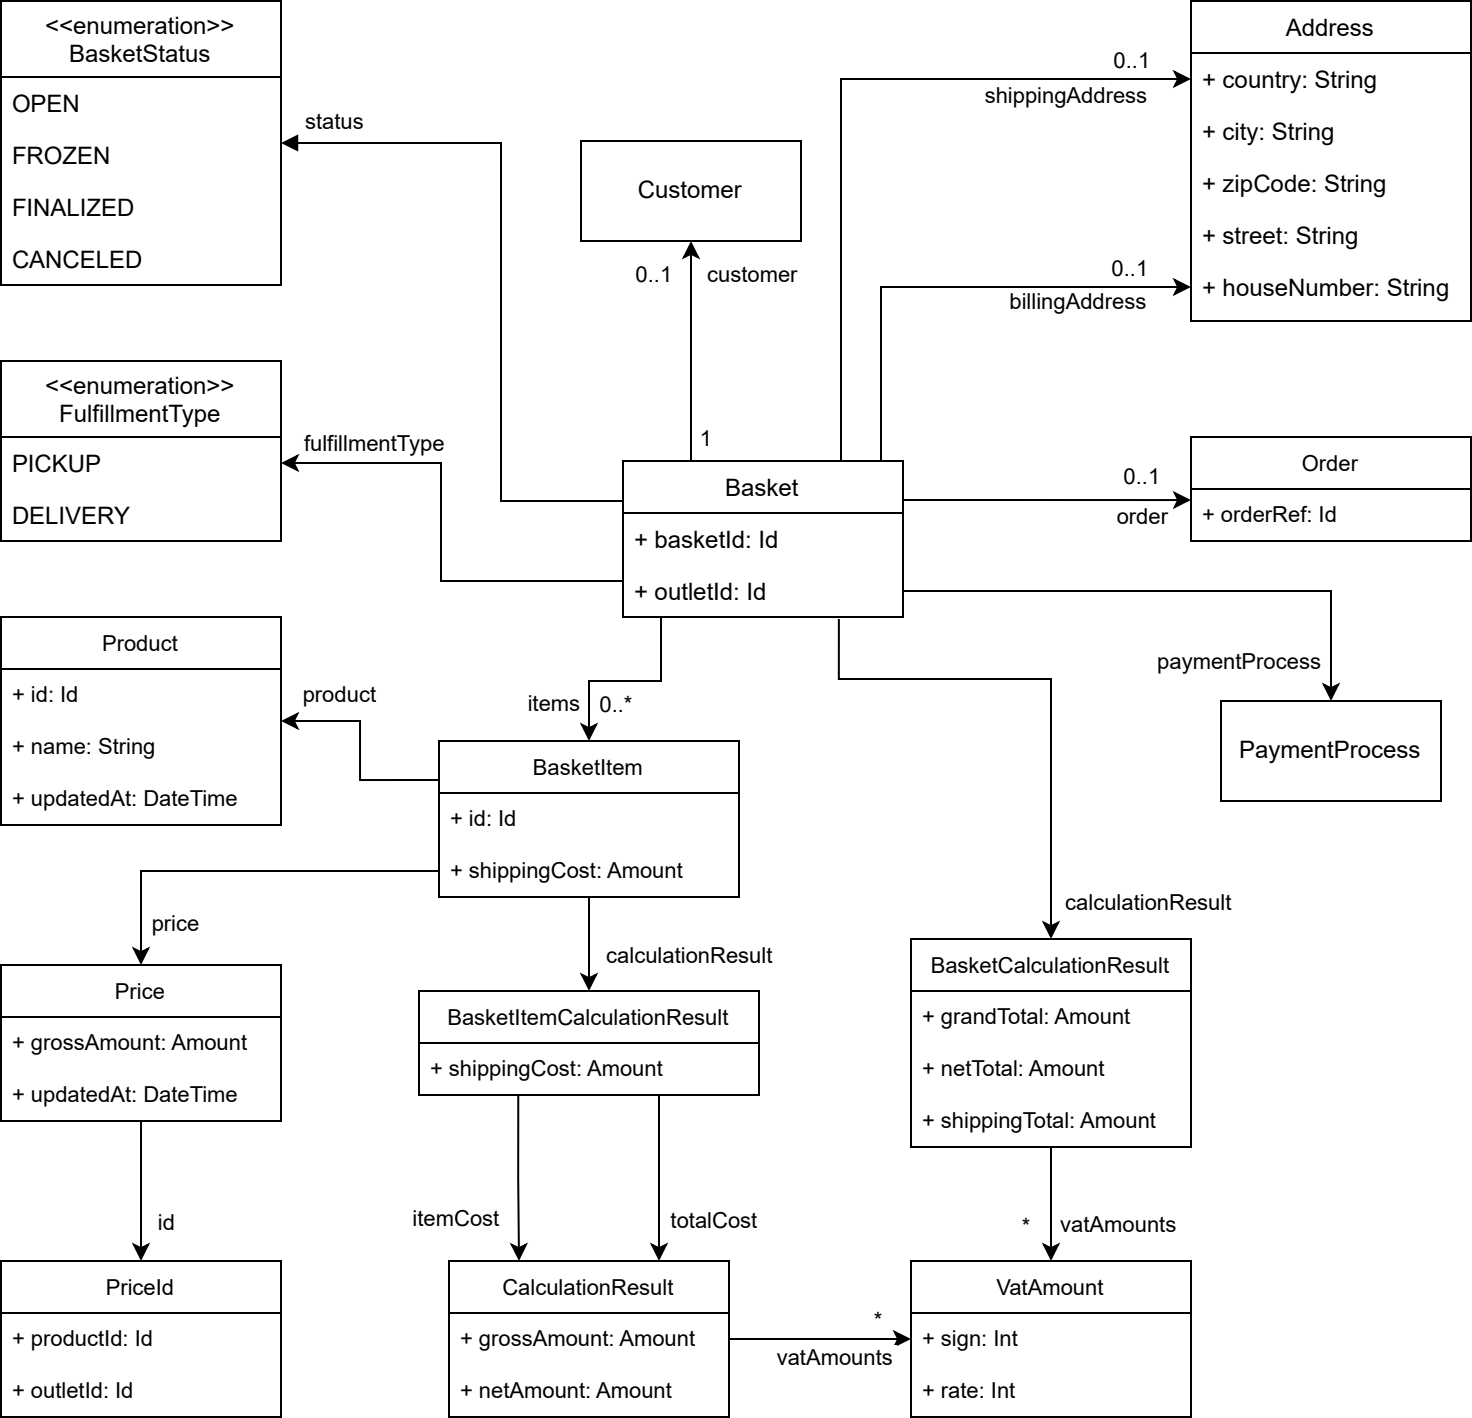 <<enumeration>>
BasketStatus
OPEN
FROZEN
FINALIZED
CANCELED
status
Customer
0..1
customer
1
0..1
shippingAddress
0..1
billingAddress
Address
+ country: String
+ city: String
+ zipCode: String
+ street: String
+ houseNumber: String
<<enumeration>>
FulfillmentType
PICKUP
DELIVERY
fulfillmentType
Basket
+ basketId: Id
+ outletId: Id
0..1
order
Order
+ orderRef: Id
paymentProcess
PaymentProcess
Product
+ id: Id
+ name: String
+ updatedAt: DateTime
product
items
0..*
BasketItem
+ id: Id
+ shippingCost: Amount
price
calculationResult
calculationResult
Price
+ grossAmount: Amount
+ updatedAt: DateTime
BasketItemCalculationResult
+ shippingCost: Amount
BasketCalculationResult
+ grandTotal: Amount
+ netTotal: Amount
+ shippingTotal: Amount
id
itemCost
totalCost
*
vatAmounts
PriceId
+ productId: Id
+ outletId: Id
CalculationResult
+ grossAmount: Amount
+ netAmount: Amount
*
vatAmounts
VatAmount
+ sign: Int
+ rate: Int